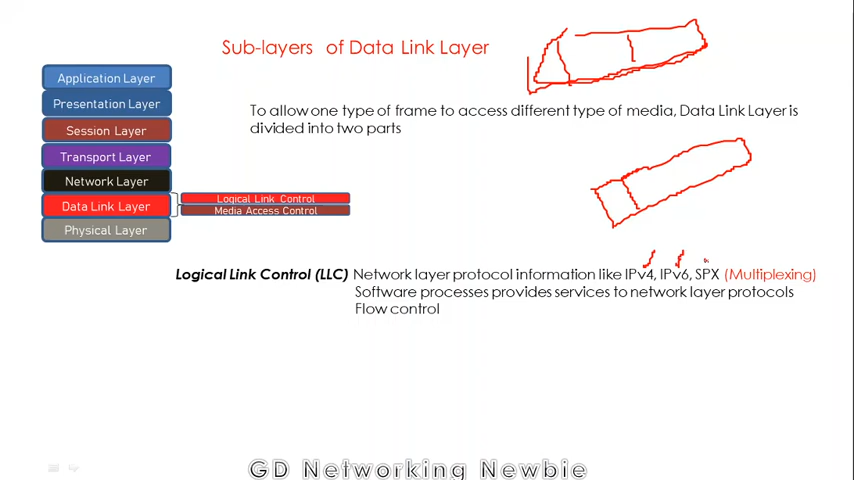 Sub-layers of Data Link Layer
Application Layer
Presentation Layer
Session Layer
Transport Layer
Network Layer
Data Link Layer
Physical Layer
Logical Link Control
Media Access Control
To allow one type of frame to access different type of media, Data Link Layer is
divided into two parts
Logical Link Control (LLC) Network layer protocol information like IPv4, IPv6, SPX (Multiplexing)
Software processes provides services to network layer protocols
Flow control
GD Networking Newbie